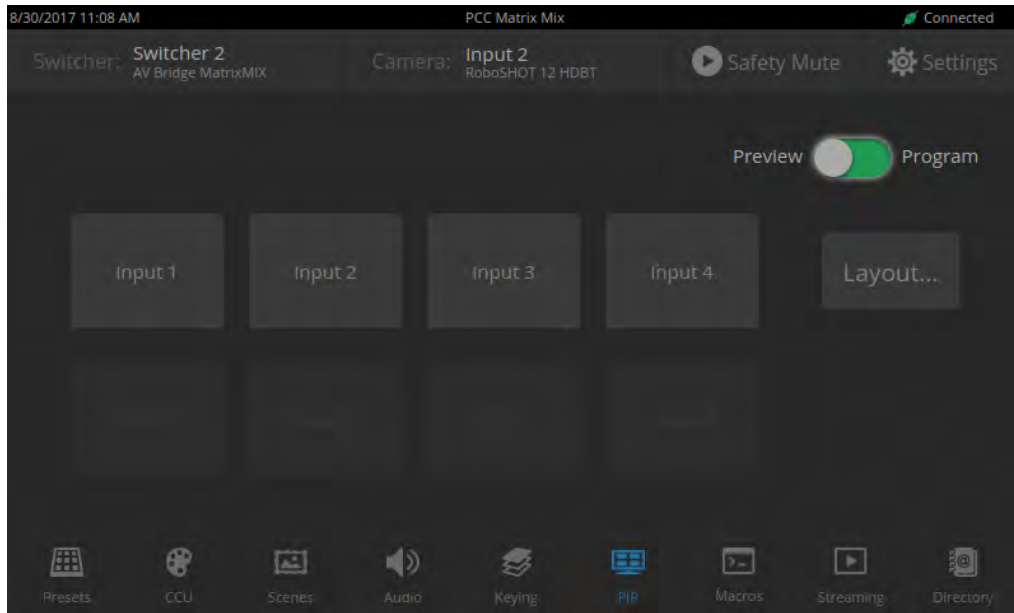 8/30/2017 11:08 AM PCC Matrix Mix Connected
Switcher: Switcher 2 Camera: Input 2 Safety Mute Settings
AV Bridge MatrixMIX RoboSHOT 12 HDBT
Preview Program
Input 1 Input 2 Input 3 Input 4 Layout...
Presets CCU Scenes Audio Keying PIP Macros Streaming Directory